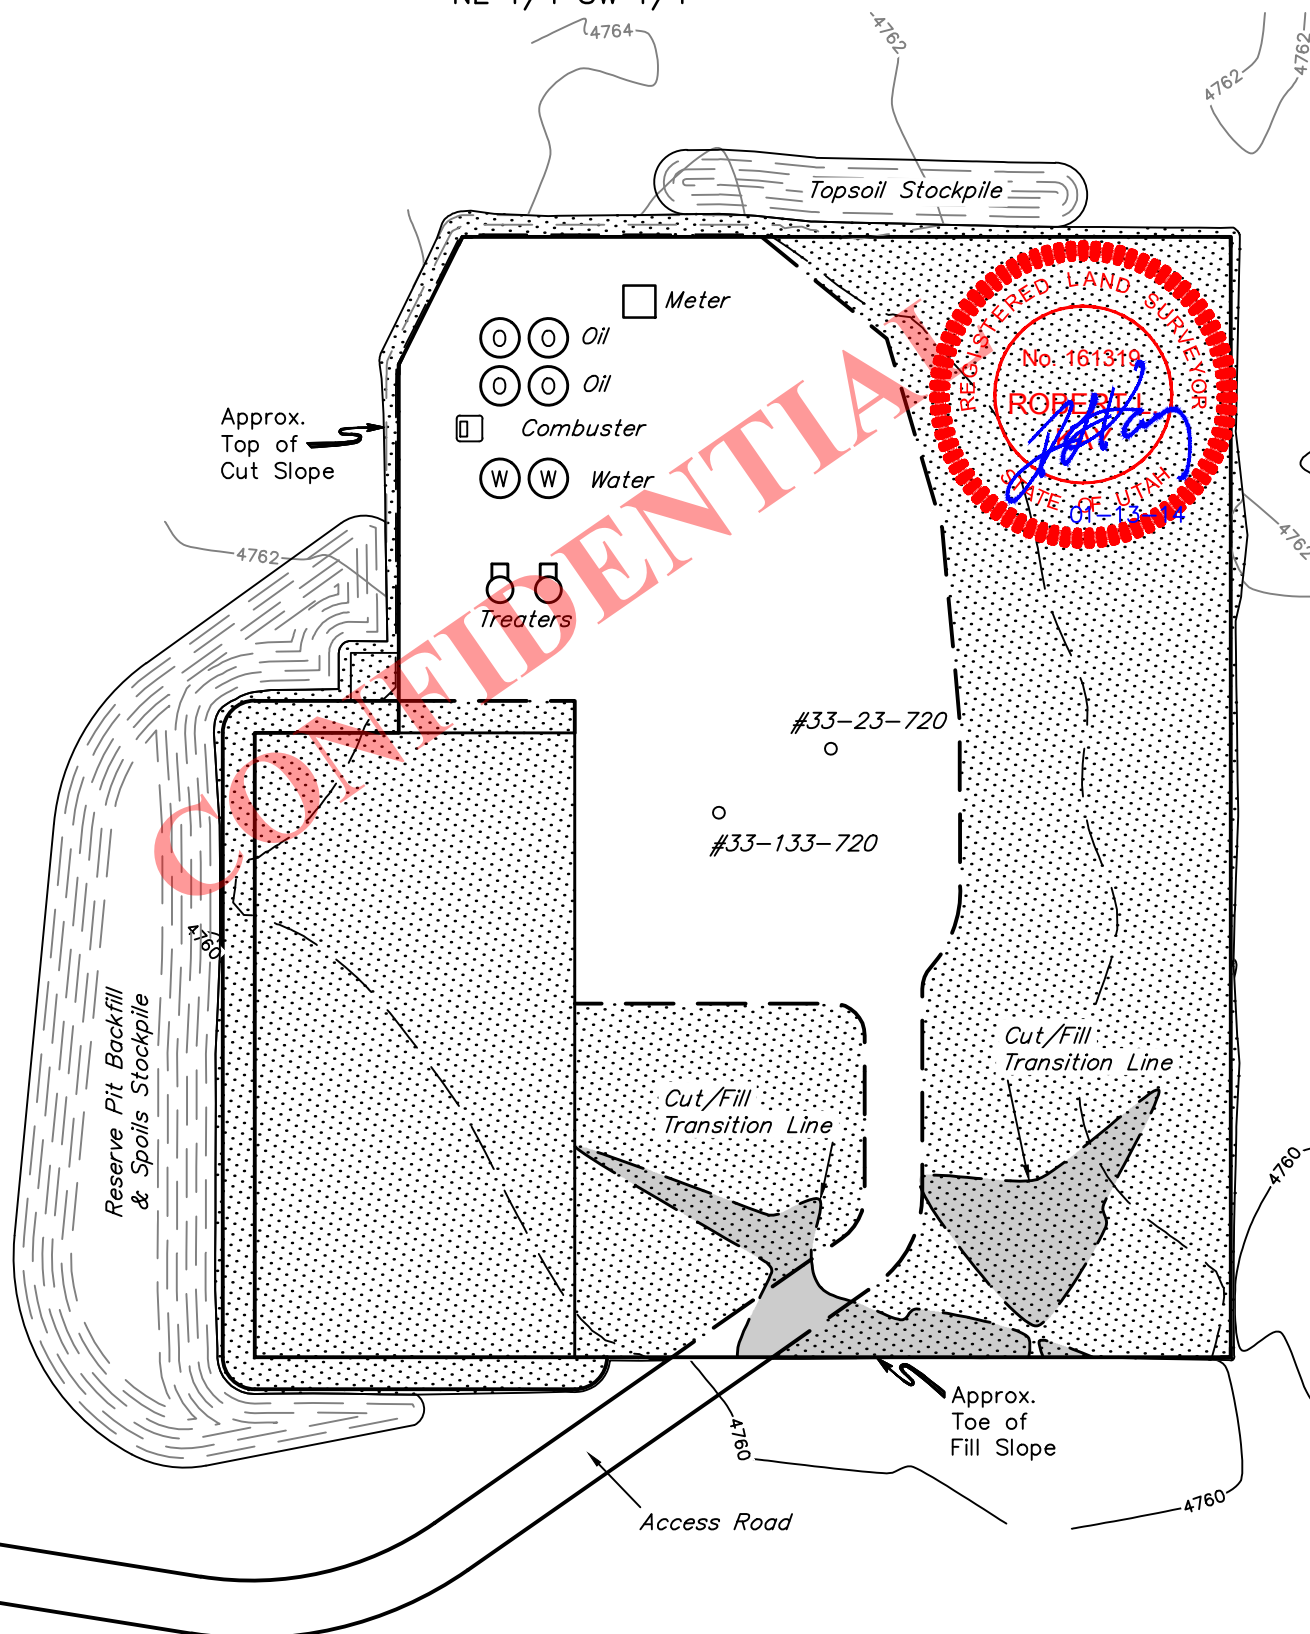 4764
4762
4762
4762
Topsoil Stockpile
REGISTERED LAND SURVEYOR
No. 161319
ROBERT L.
STATE OF UTAH
01-13-14
Meter
O O Oil
O O Oil
Combuster
W W Water
Treaters
Approx.
Top of
Cut Slope
4762
4762
CONFIDENTIAL
#33-23-720
#33-133-720
4760
Reserve Pit Backfill
& Spoils Stockpile
Cut/Fill
Transition Line
Cut/Fill
Transition Line
4760
Approx.
Toe of
Fill Slope
4760
4760
Access Road